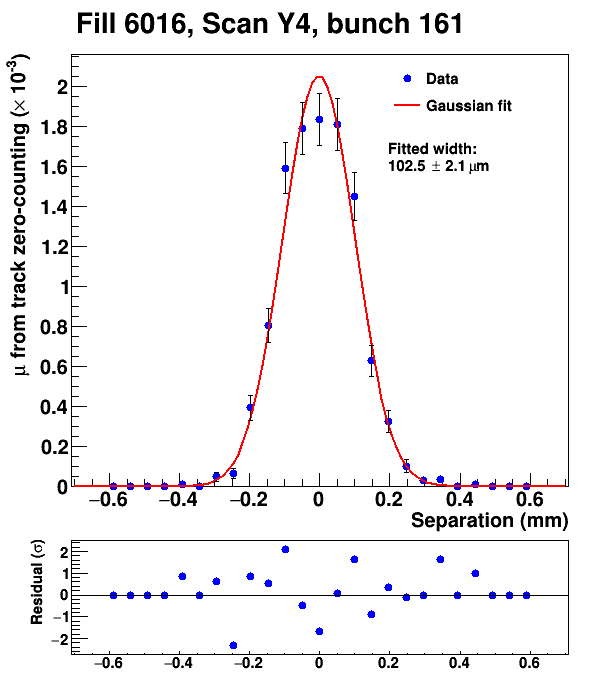 Fill 6016, Scan Y4, bunch 161
μ from track zero-counting (× 10⁻³)
2
1.8
1.6
1.4
1.2
1
0.8
0.6
0.4
0.2
0
Data
Gaussian fit
Fitted width:
102.5 ± 2.1 μm
−0.6 −0.4 −0.2 0 0.2 0.4 0.6
Separation (mm)
Residual (σ)
2
1
0
−1
−2
−0.6 −0.4 −0.2 0 0.2 0.4 0.6